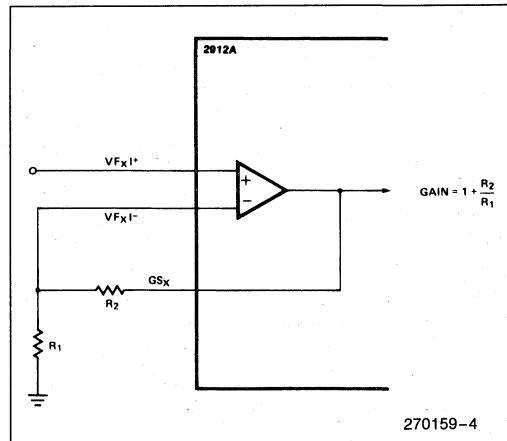 2912A
VFxI+
+
−
VFxI−
GAIN = 1 + R2/R1
GSx
R2
R1
270159-4